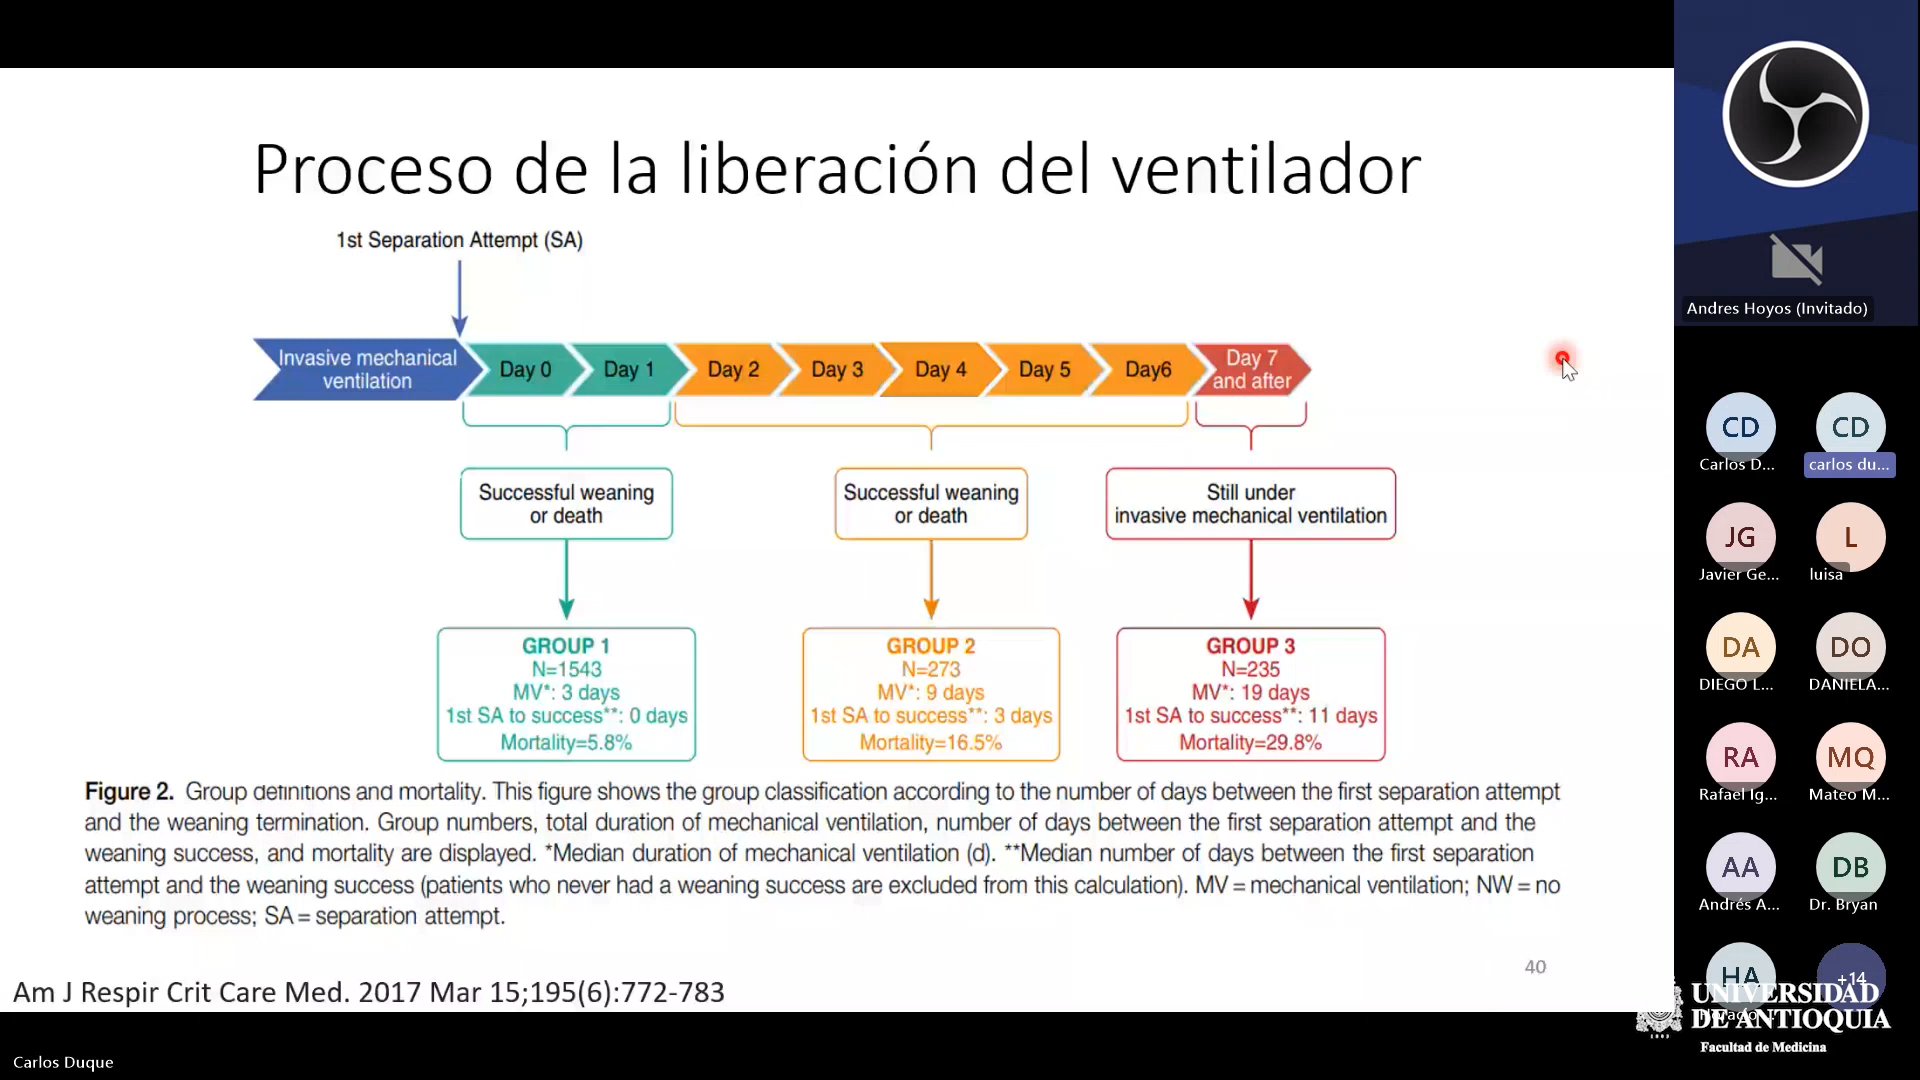 Proceso de la liberación del ventilador
1st Separation Attempt (SA)
Invasive mechanical
ventilation
Day 0
Day 1
Day 2
Day 3
Day 4
Day 5
Day6
Day 7
and after
Successful weaning
or death
Successful weaning
or death
Still under
invasive mechanical ventilation
GROUP 1
N=1543
MV*: 3 days
1st SA to success**: 0 days
Mortality=5.8%
GROUP 2
N=273
MV*: 9 days
1st SA to success**: 3 days
Mortality=16.5%
GROUP 3
N=235
MV*: 19 days
1st SA to success**: 11 days
Mortality=29.8%
Figure 2. Group definitions and mortality. This figure shows the group classification according to the number of days between the first separation attempt
and the weaning termination. Group numbers, total duration of mechanical ventilation, number of days between the first separation attempt and the
weaning success, and mortality are displayed. *Median duration of mechanical ventilation (d). **Median number of days between the first separation
attempt and the weaning success (patients who never had a weaning success are excluded from this calculation). MV = mechanical ventilation; NW = no
weaning process; SA = separation attempt.
40
Am J Respir Crit Care Med. 2017 Mar 15;195(6):772-783
Carlos Duque
Andres Hoyos (Invitado)
CD
Carlos D...
CD
carlos du...
JG
Javier Ge...
L
luisa
DA
DIEGO L...
DO
DANIELA...
RA
Rafael Ig...
MQ
Mateo M...
AA
Andrés A...
DB
Dr. Bryan
HA
+14
UNIVERSIDAD
DE ANTIOQUIA
Facultad de Medicina